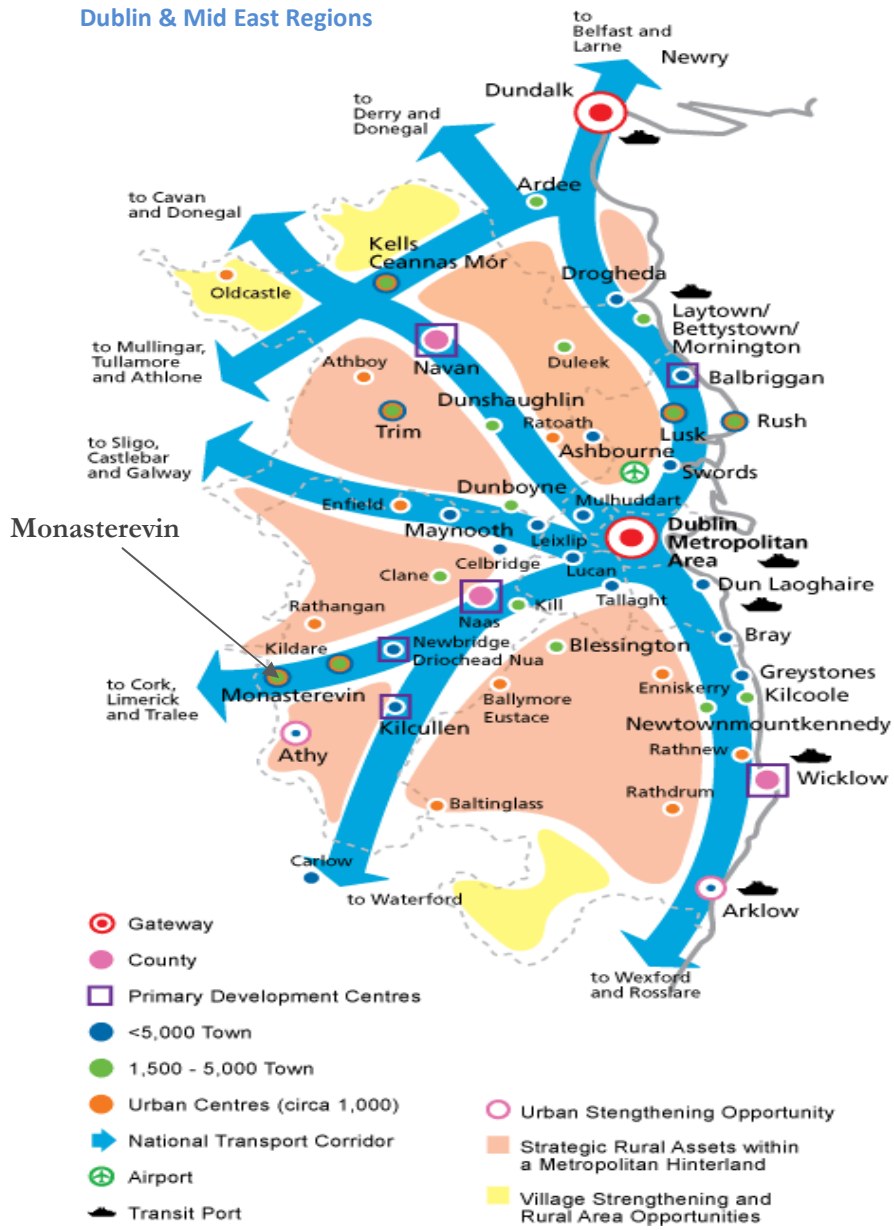 Dublin & Mid East Regions
to
Belfast and
Larne
Newry
Dundalk
to
Derry and
Donegal
Ardee
to Cavan
and Donegal
Kells
Ceannas Mór
Oldcastle
Drogheda
Laytown/
Bettystown/
Mornington
to Mullingar,
Tullamore
and Athlone
Athboy
Navan
Duleek
Balbriggan
Dunshaughlin
Trim
Ratoath
Lusk
Rush
Ashbourne
to Sligo,
Castlebar
and Galway
Swords
Dunboyne
Mulhuddart
Enfield
Monasterevin
Maynooth
Leixlip
Dublin
Metropolitan
Area
Celbridge
Lucan
Clane
Dun Laoghaire
Tallaght
Kill
Rathangan
Naas
Bray
Kildare
Newbridge
Driochead Nua
Blessington
Greystones
Enniskerry
Kilcoole
to Cork,
Limerick
and Tralee
Monasterevin
Ballymore
Eustace
Kilcullen
Newtownmountkennedy
Athy
Rathnew
Wicklow
Baltinglass
Rathdrum
Carlow
to Waterford
Arklow
to Wexford
and Rosslare
Gateway
County
Primary Development Centres
<5,000 Town
1,500 - 5,000 Town
Urban Centres (circa 1,000)
National Transport Corridor
Airport
Transit Port
Urban Stengthening Opportunity
Strategic Rural Assets within
a Metropolitan Hinterland
Village Strengthening and
Rural Area Opportunities